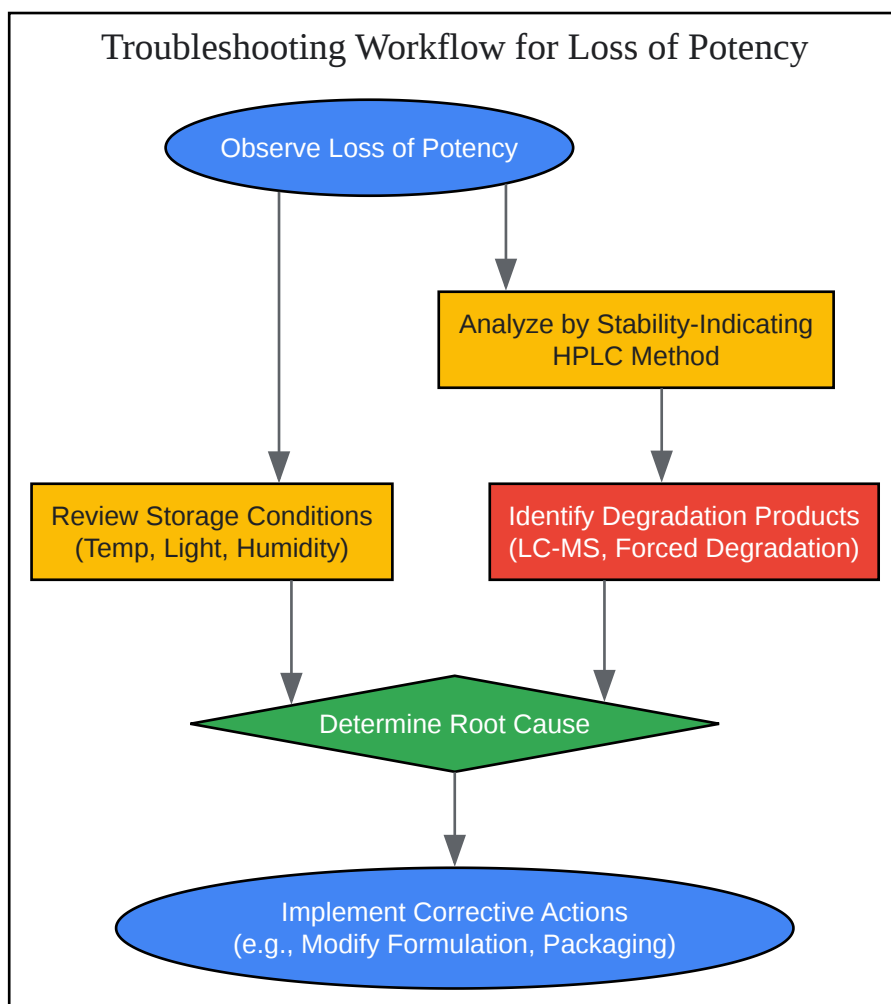 Troubleshooting Workflow for Loss of Potency
Observe Loss of Potency
Analyze by Stability-Indicating
HPLC Method
Review Storage Conditions
(Temp, Light, Humidity)
Identify Degradation Products
(LC-MS, Forced Degradation)
Determine Root Cause
Implement Corrective Actions
(e.g., Modify Formulation, Packaging)